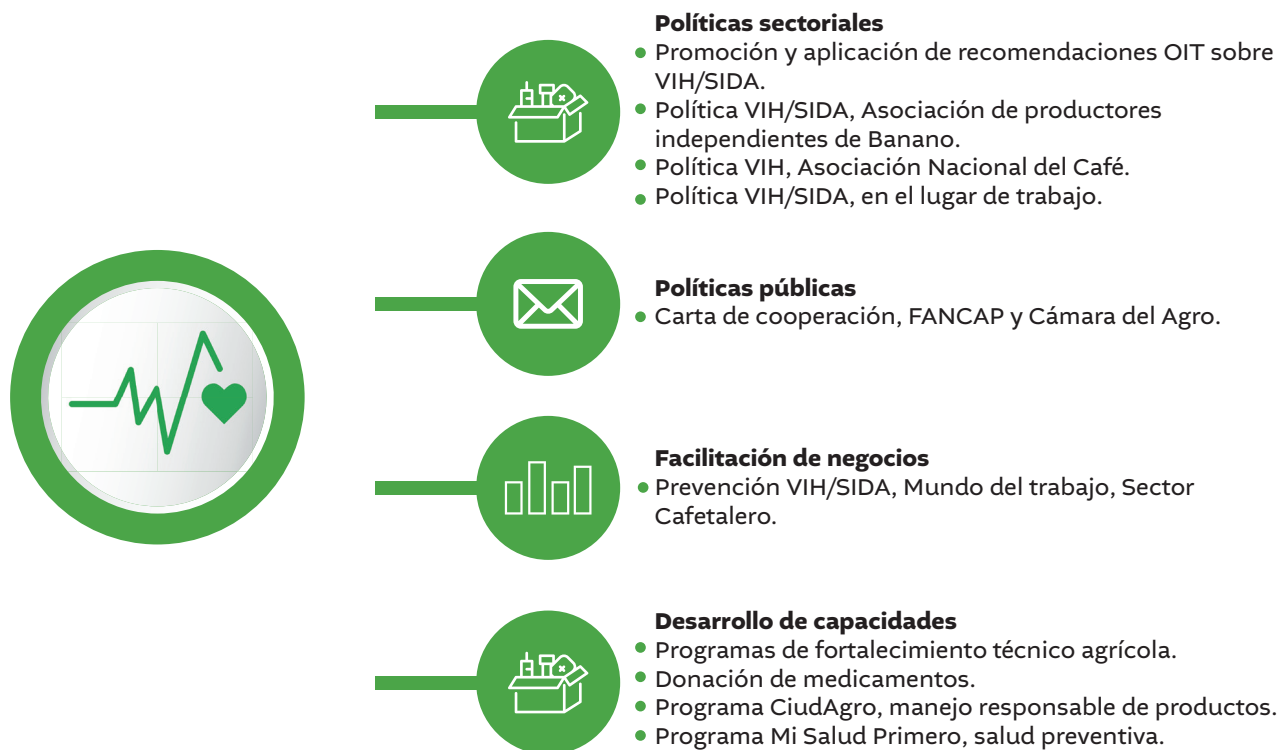 Políticas sectoriales
Promoción y aplicación de recomendaciones OIT sobre
VIH/SIDA.
Política VIH/SIDA, Asociación de productores
independientes de Banano.
Política VIH, Asociación Nacional del Café.
Política VIH/SIDA, en el lugar de trabajo.
Políticas públicas
Carta de cooperación, FANCAP y Cámara del Agro.
Facilitación de negocios
Prevención VIH/SIDA, Mundo del trabajo, Sector
Cafetalero.
Desarrollo de capacidades
Programas de fortalecimiento técnico agrícola.
Donación de medicamentos.
Programa CiudAgro, manejo responsable de productos.
Programa Mi Salud Primero, salud preventiva.